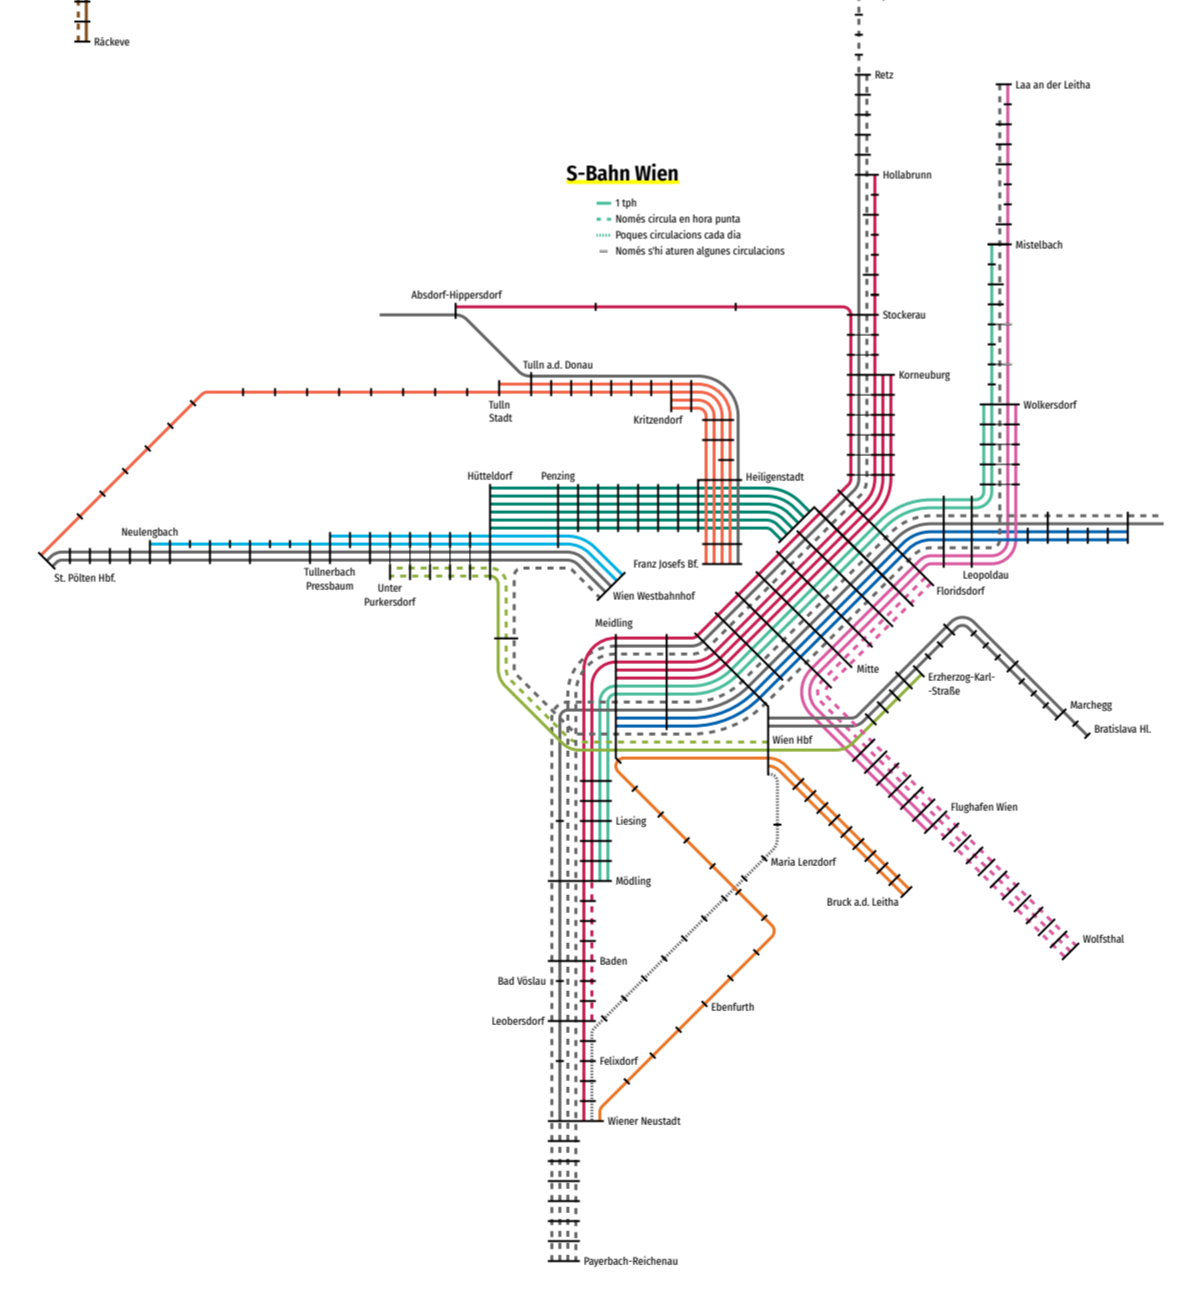 Ráckeve
Retz
Laa an der Leitha
S-Bahn Wien
Hollabrunn
1 tph
Només circula en hora punta
Poques circulacions cada dia
Només s'hi aturen algunes circulacions
Mistelbach
Absdorf-Hippersdorf
Stockerau
Tulln a.d. Donau
Korneuburg
Tulln
Stadt
Kritzendorf
Wolkersdorf
Hütteldorf
Penzing
Heiligenstadt
Neulengbach
St. Pölten Hbf.
Tullnerbach
Pressbaum
Unter
Purkersdorf
Franz Josefs Bf.
Wien Westbahnhof
Leopoldau
Floridsdorf
Meidling
Mitte
Erzherzog-Karl-
-Straße
Marchegg
Bratislava Hl.
Wien Hbf
Flughafen Wien
Liesing
Maria Lenzdorf
Mödling
Bruck a.d. Leitha
Wolfsthal
Baden
Bad Vöslau
Ebenfurth
Leobersdorf
Felixdorf
Wiener Neustadt
Payerbach-Reichenau